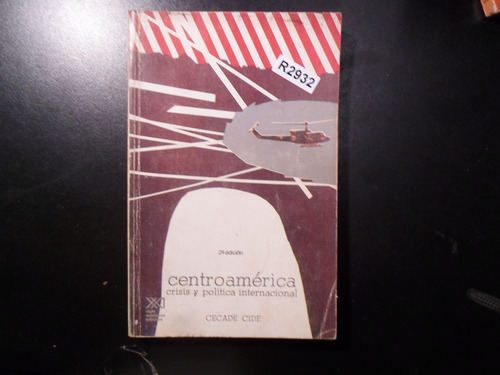 R2932
2ª edición
centroamérica
crisis y política internacional
CECADE CIDE